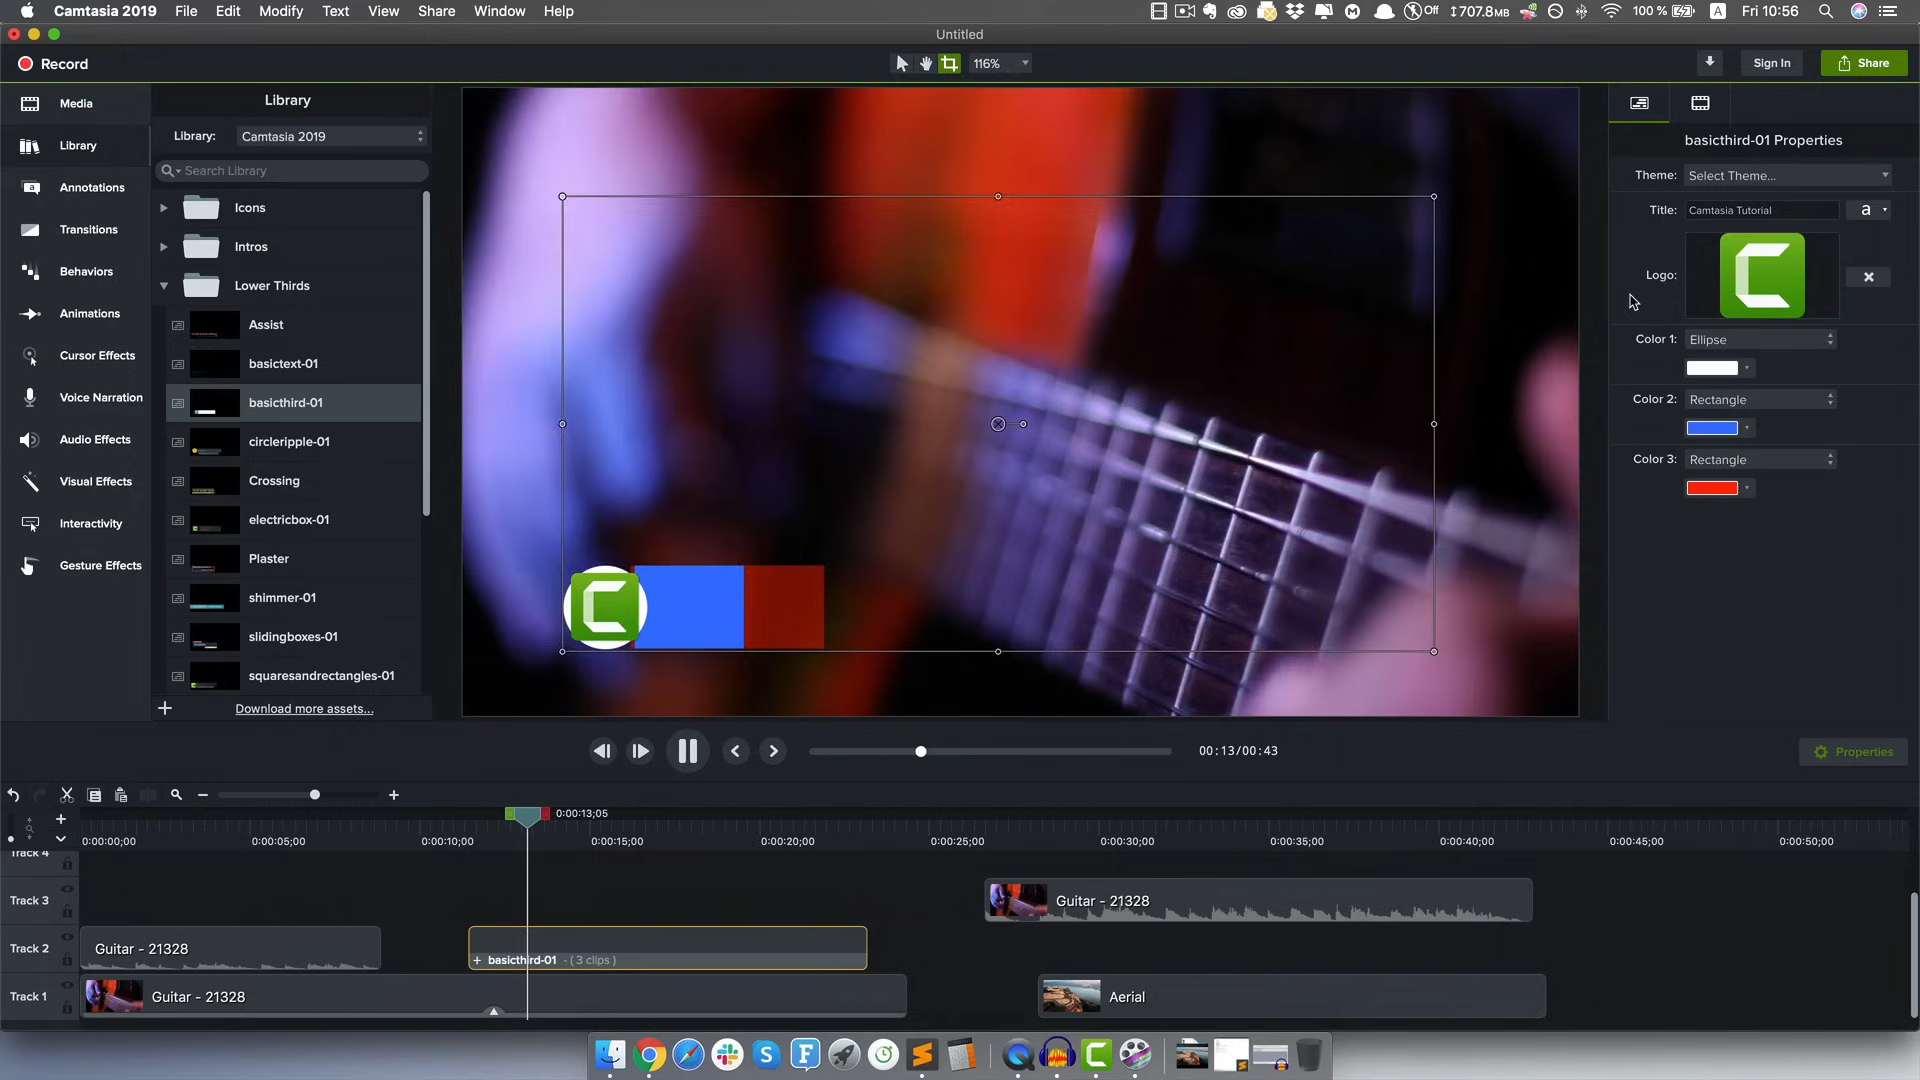 Camtasia 2019 File Edit Modify Text View Share Window Help
Off 707.8MB 100 % A Fri 10:56
Untitled
Record 116% Sign In Share
Media
Library
Annotations
Transitions
Behaviors
Animations
Cursor Effects
Voice Narration
Audio Effects
Visual Effects
Interactivity
Gesture Effects
Library
Library: Camtasia 2019
Search Library
Icons
Intros
Lower Thirds
Assist
basictext-01
basicthird-01
circleripple-01
Crossing
electricbox-01
Plaster
shimmer-01
slidingboxes-01
squaresandrectangles-01
Download more assets...
basicthird-01 Properties
Theme: Select Theme...
Title: Camtasia Tutorial a
Logo:
Color 1: Ellipse
Color 2: Rectangle
Color 3: Rectangle
00:13/00:43
Properties
0:00:13;05
0:00:00;00 0:00:05;00 0:00:10;00 0:00:15;00 0:00:20;00 0:00:25;00 0:00:30;00 0:00:35;00 0:00:40;00 0:00:45;00 0:00:50;00
Track 4
Track 3 Guitar - 21328
Track 2 Guitar - 21328 + basicthird-01 - ( 3 clips )
Track 1 Guitar - 21328 Aerial